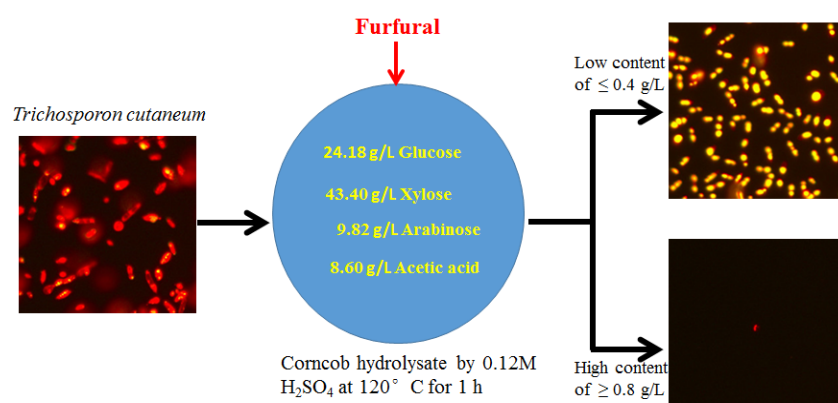 Furfural
Trichosporon cutaneum
24.18 g/L Glucose
43.40 g/L Xylose
9.82 g/L Arabinose
8.60 g/L Acetic acid
Corncob hydrolysate by 0.12M
H₂SO₄ at 120° C for 1 h
Low content
of ≤ 0.4 g/L
High content
of ≥ 0.8 g/L